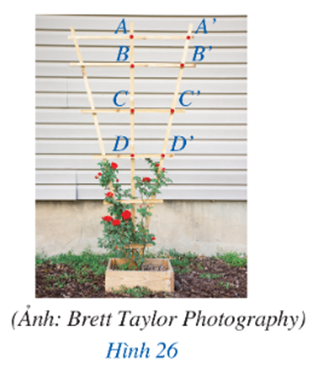 A A'
B B'
C C'
D D'
(Ảnh: Brett Taylor Photography)
Hình 26